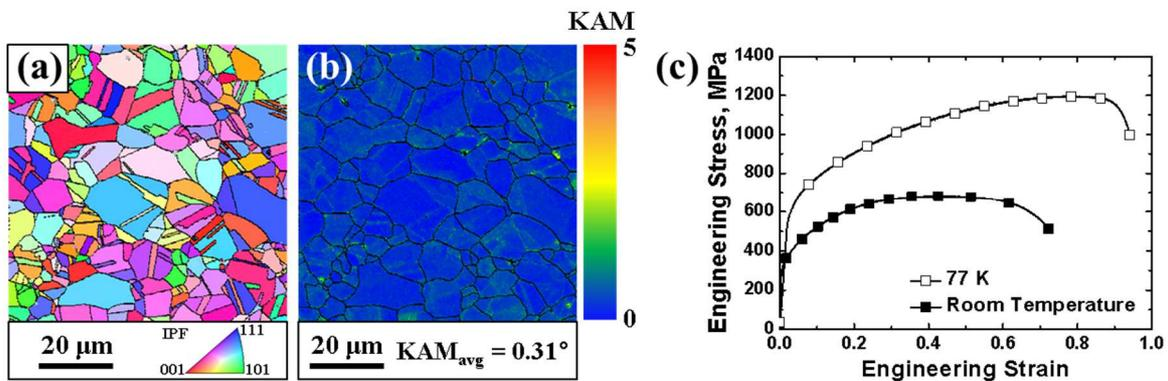 KAM
(a)
(b)
5
0
IPF
111
001
101
20 μm
20 μm
KAMavg = 0.31°
(c)
Engineering Stress, MPa
1400
1200
1000
800
600
400
200
0
77 K
Room Temperature
0.0 0.2 0.4 0.6 0.8 1.0
Engineering Strain